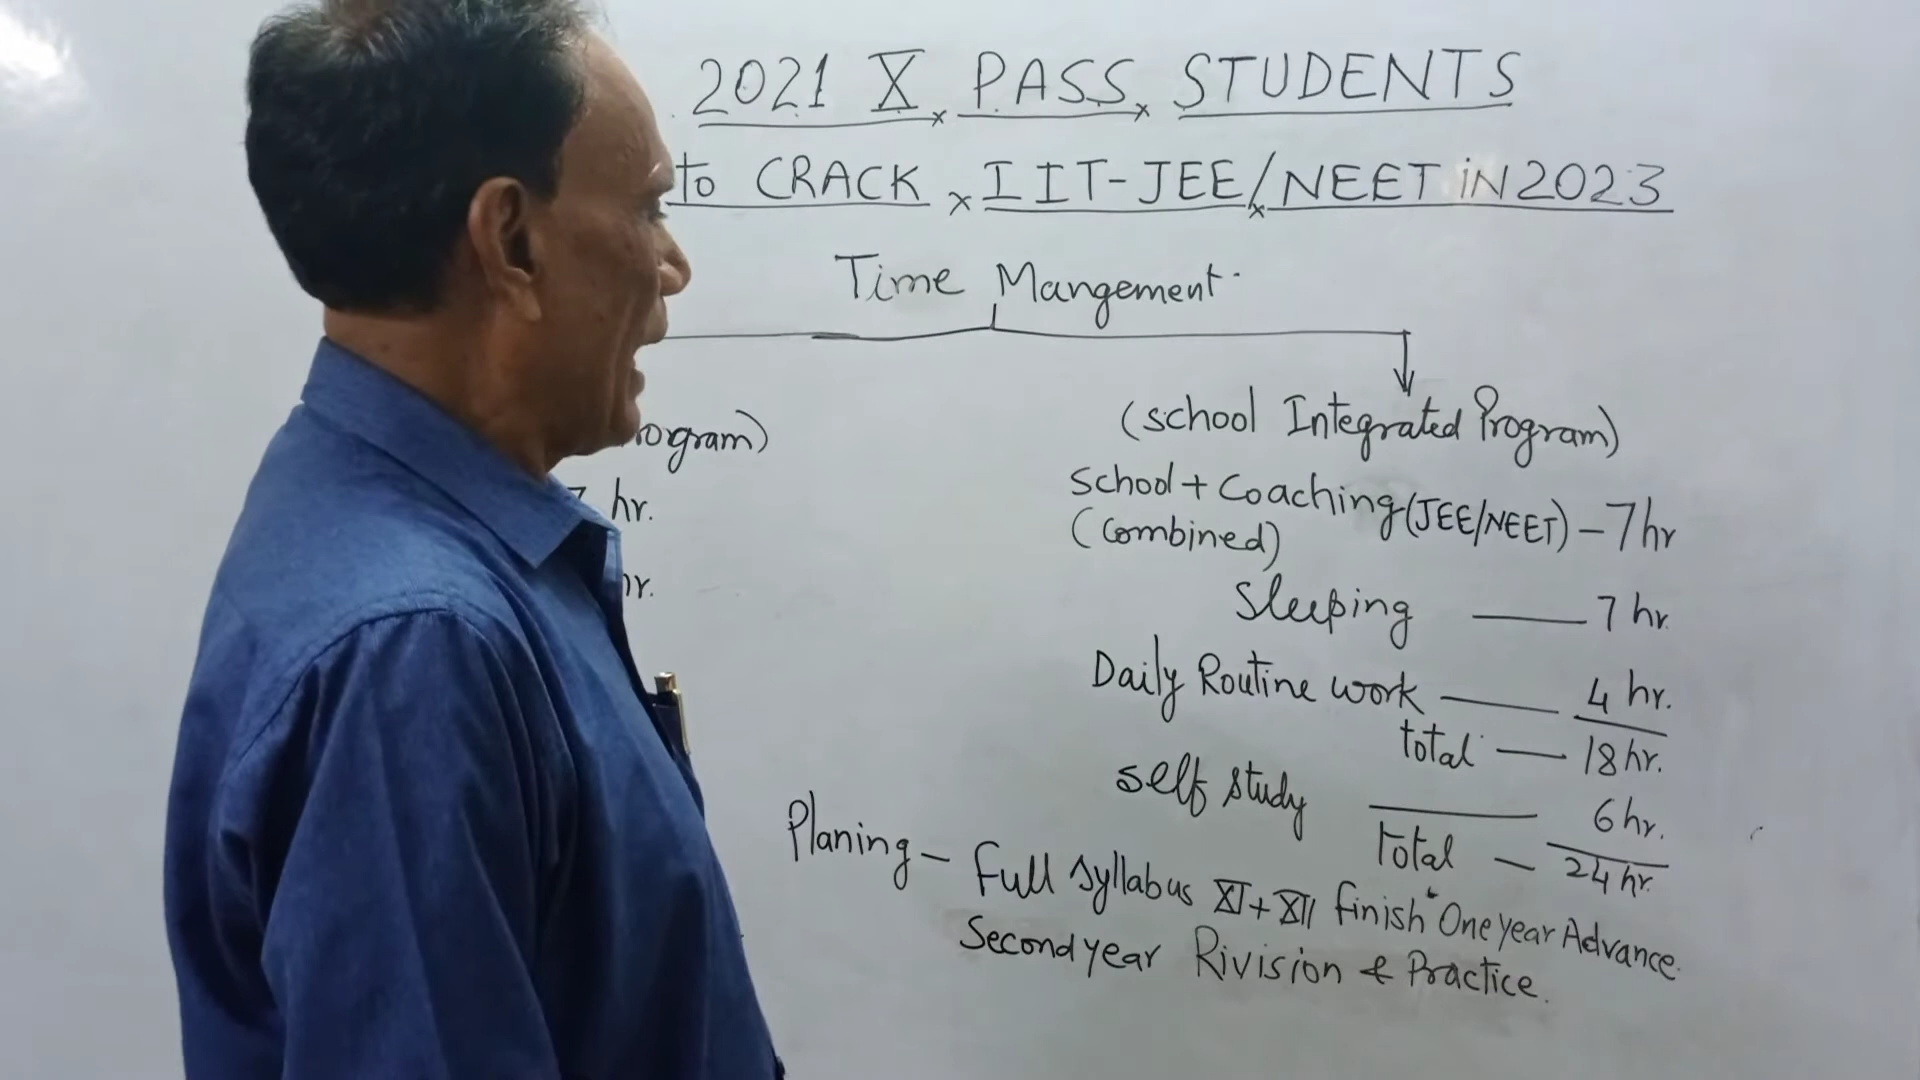 2021 X PASS STUDENTS
to CRACK IIT-JEE/NEET iN 2023
Time Mangement
(School Integrated Program)
School + Coaching (JEE/NEET) - 7 hr
(Combined)
Sleeping — 7 hr.
Daily Routine work — 4 hr.
total — 18 hr.
Self study — 6 hr.
Total — 24 hr.
Planing - Full Syllabus XI + XII finish One year Advance.
Second year Rivision & Practice.
hr.
hr.